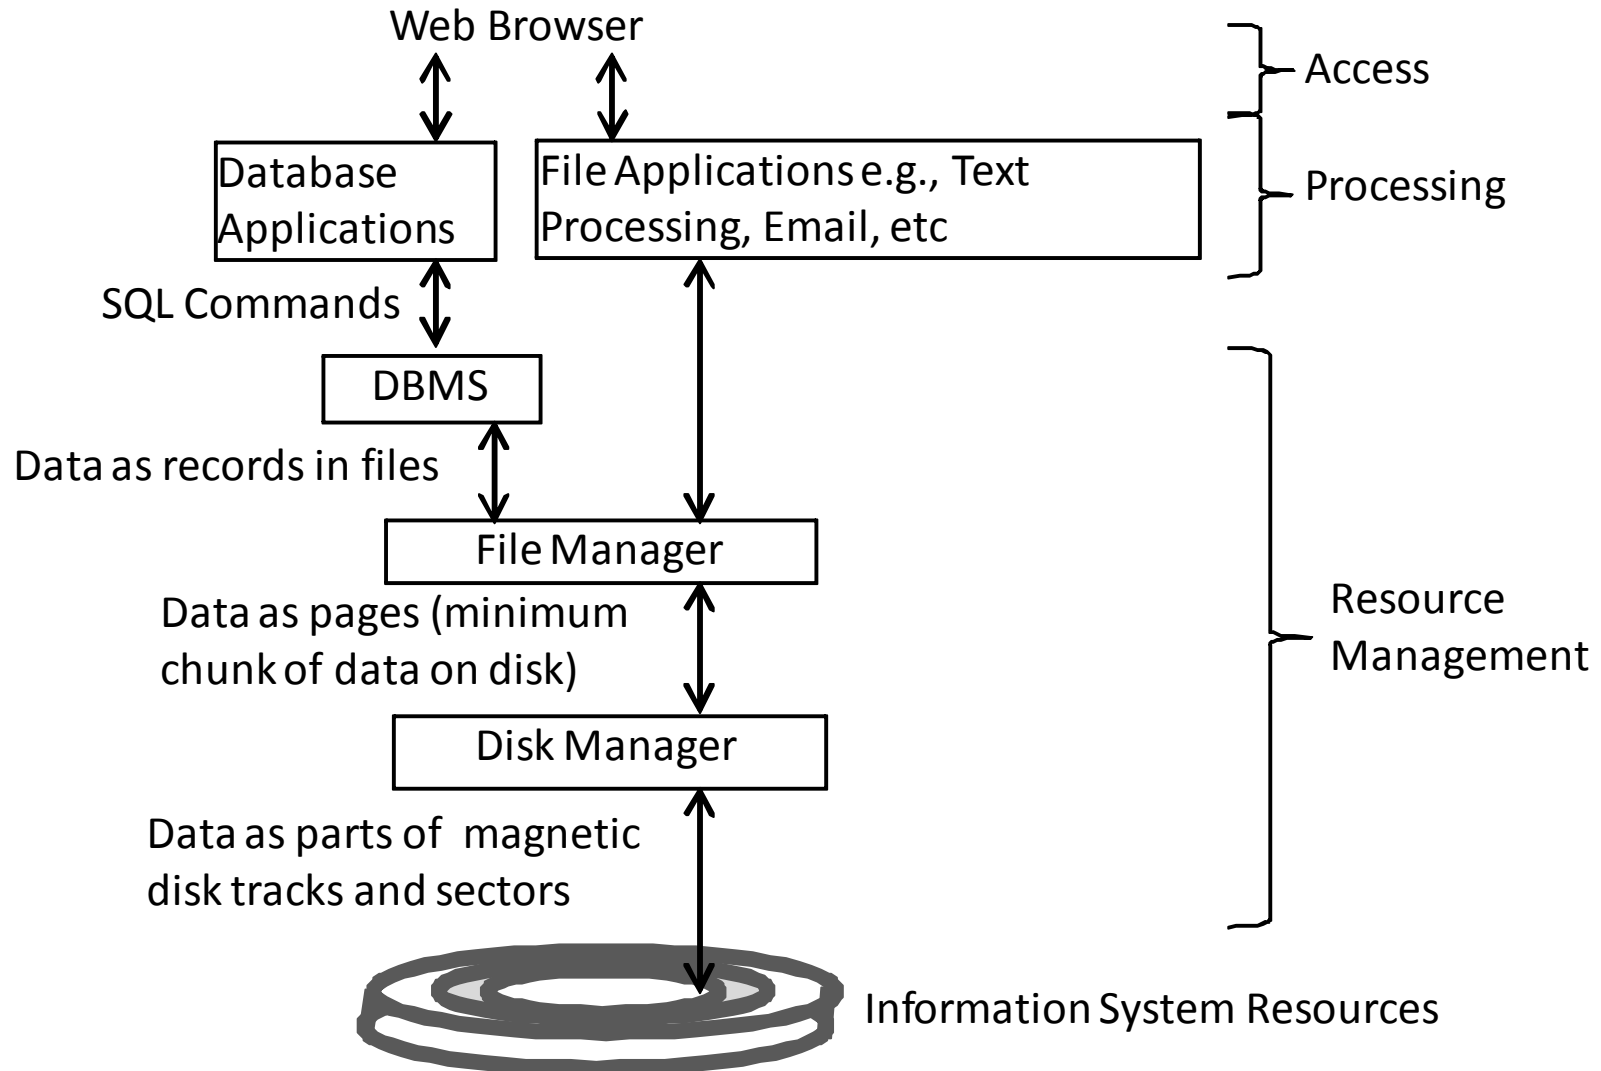 Web Browser
Access
Database
Applications
File Applications e.g., Text
Processing, Email, etc
Processing
SQL Commands
DBMS
Data as records in files
File Manager
Data as pages (minimum
chunk of data on disk)
Resource
Management
Disk Manager
Data as parts of magnetic
disk tracks and sectors
Information System Resources